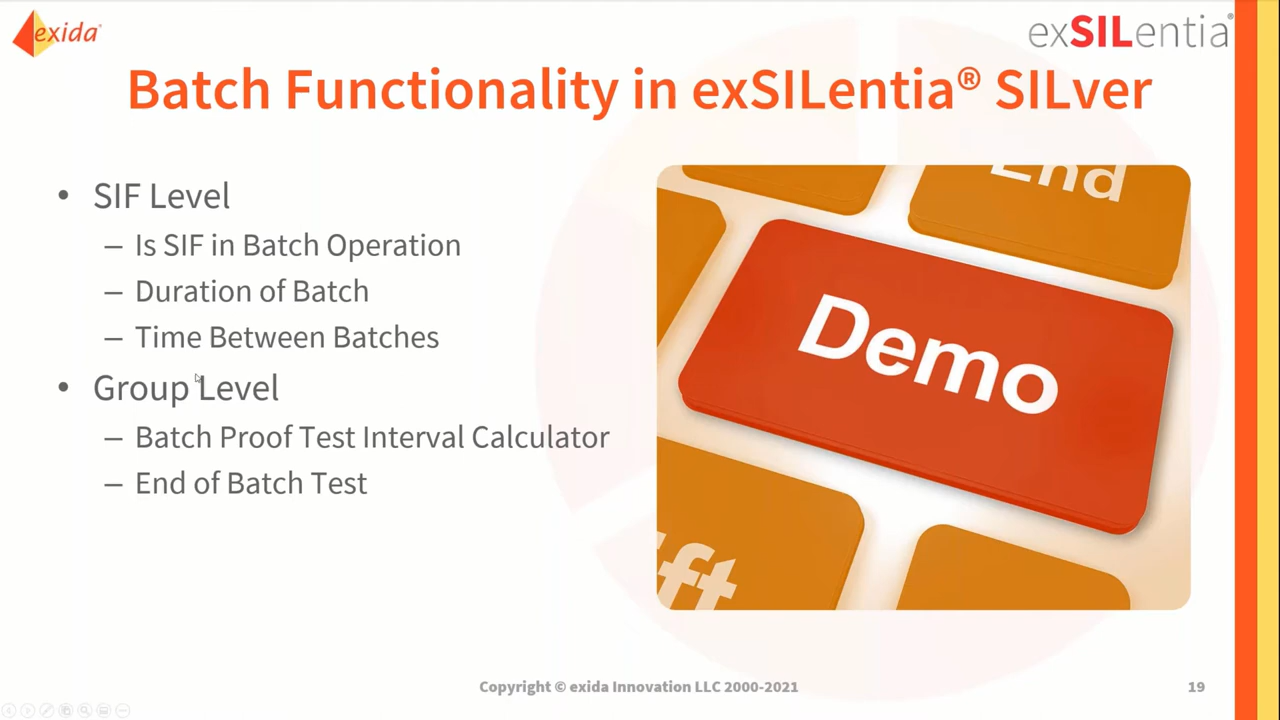 exida®
exSILentia®
Batch Functionality in exSILentia® SILver
• SIF Level
– Is SIF in Batch Operation
– Duration of Batch
– Time Between Batches
• Group Level
– Batch Proof Test Interval Calculator
– End of Batch Test
End
Demo
ift
Copyright © exida Innovation LLC 2000-2021
19